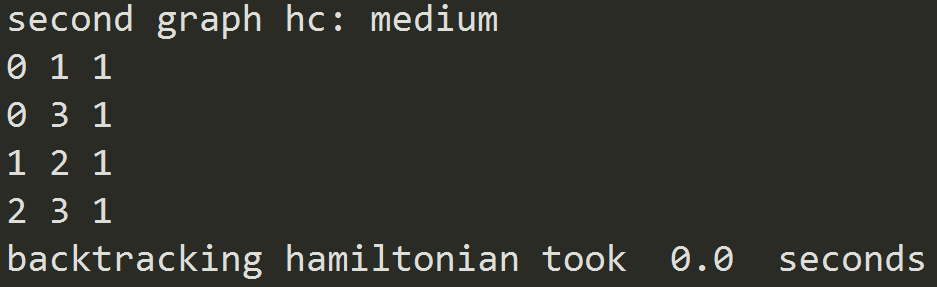 second graph hc: medium
0 1 1
0 3 1
1 2 1
2 3 1
backtracking hamiltonian took  0.0  seconds